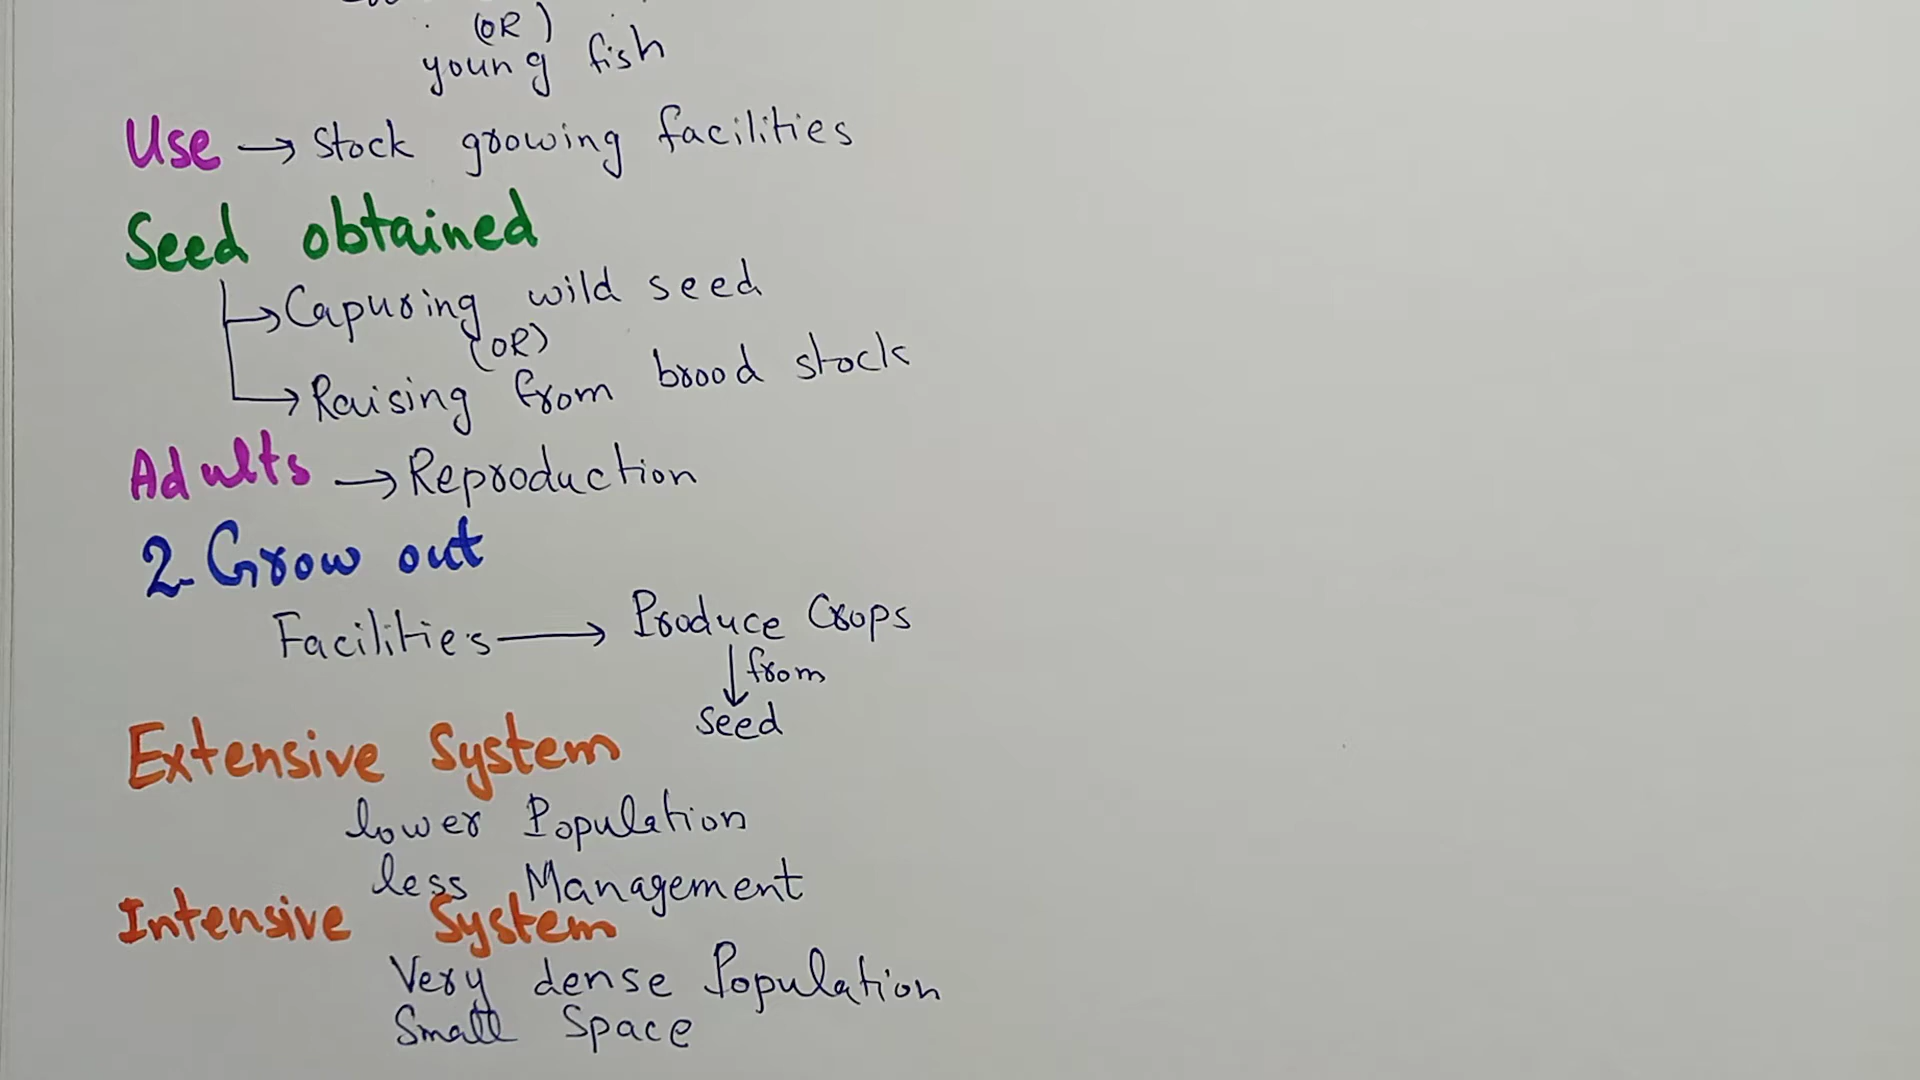 (OR)
young fish
Use → Stock growing facilities
Seed obtained
→ Capuring wild seed
(OR)
→ Raising from brood stock
Adults → Reproduction
2. Grow out
Facilities → Produce Crops
↓ from
Seed
Extensive System
lower Population
less Management
Intensive System
Very dense Population
Small Space